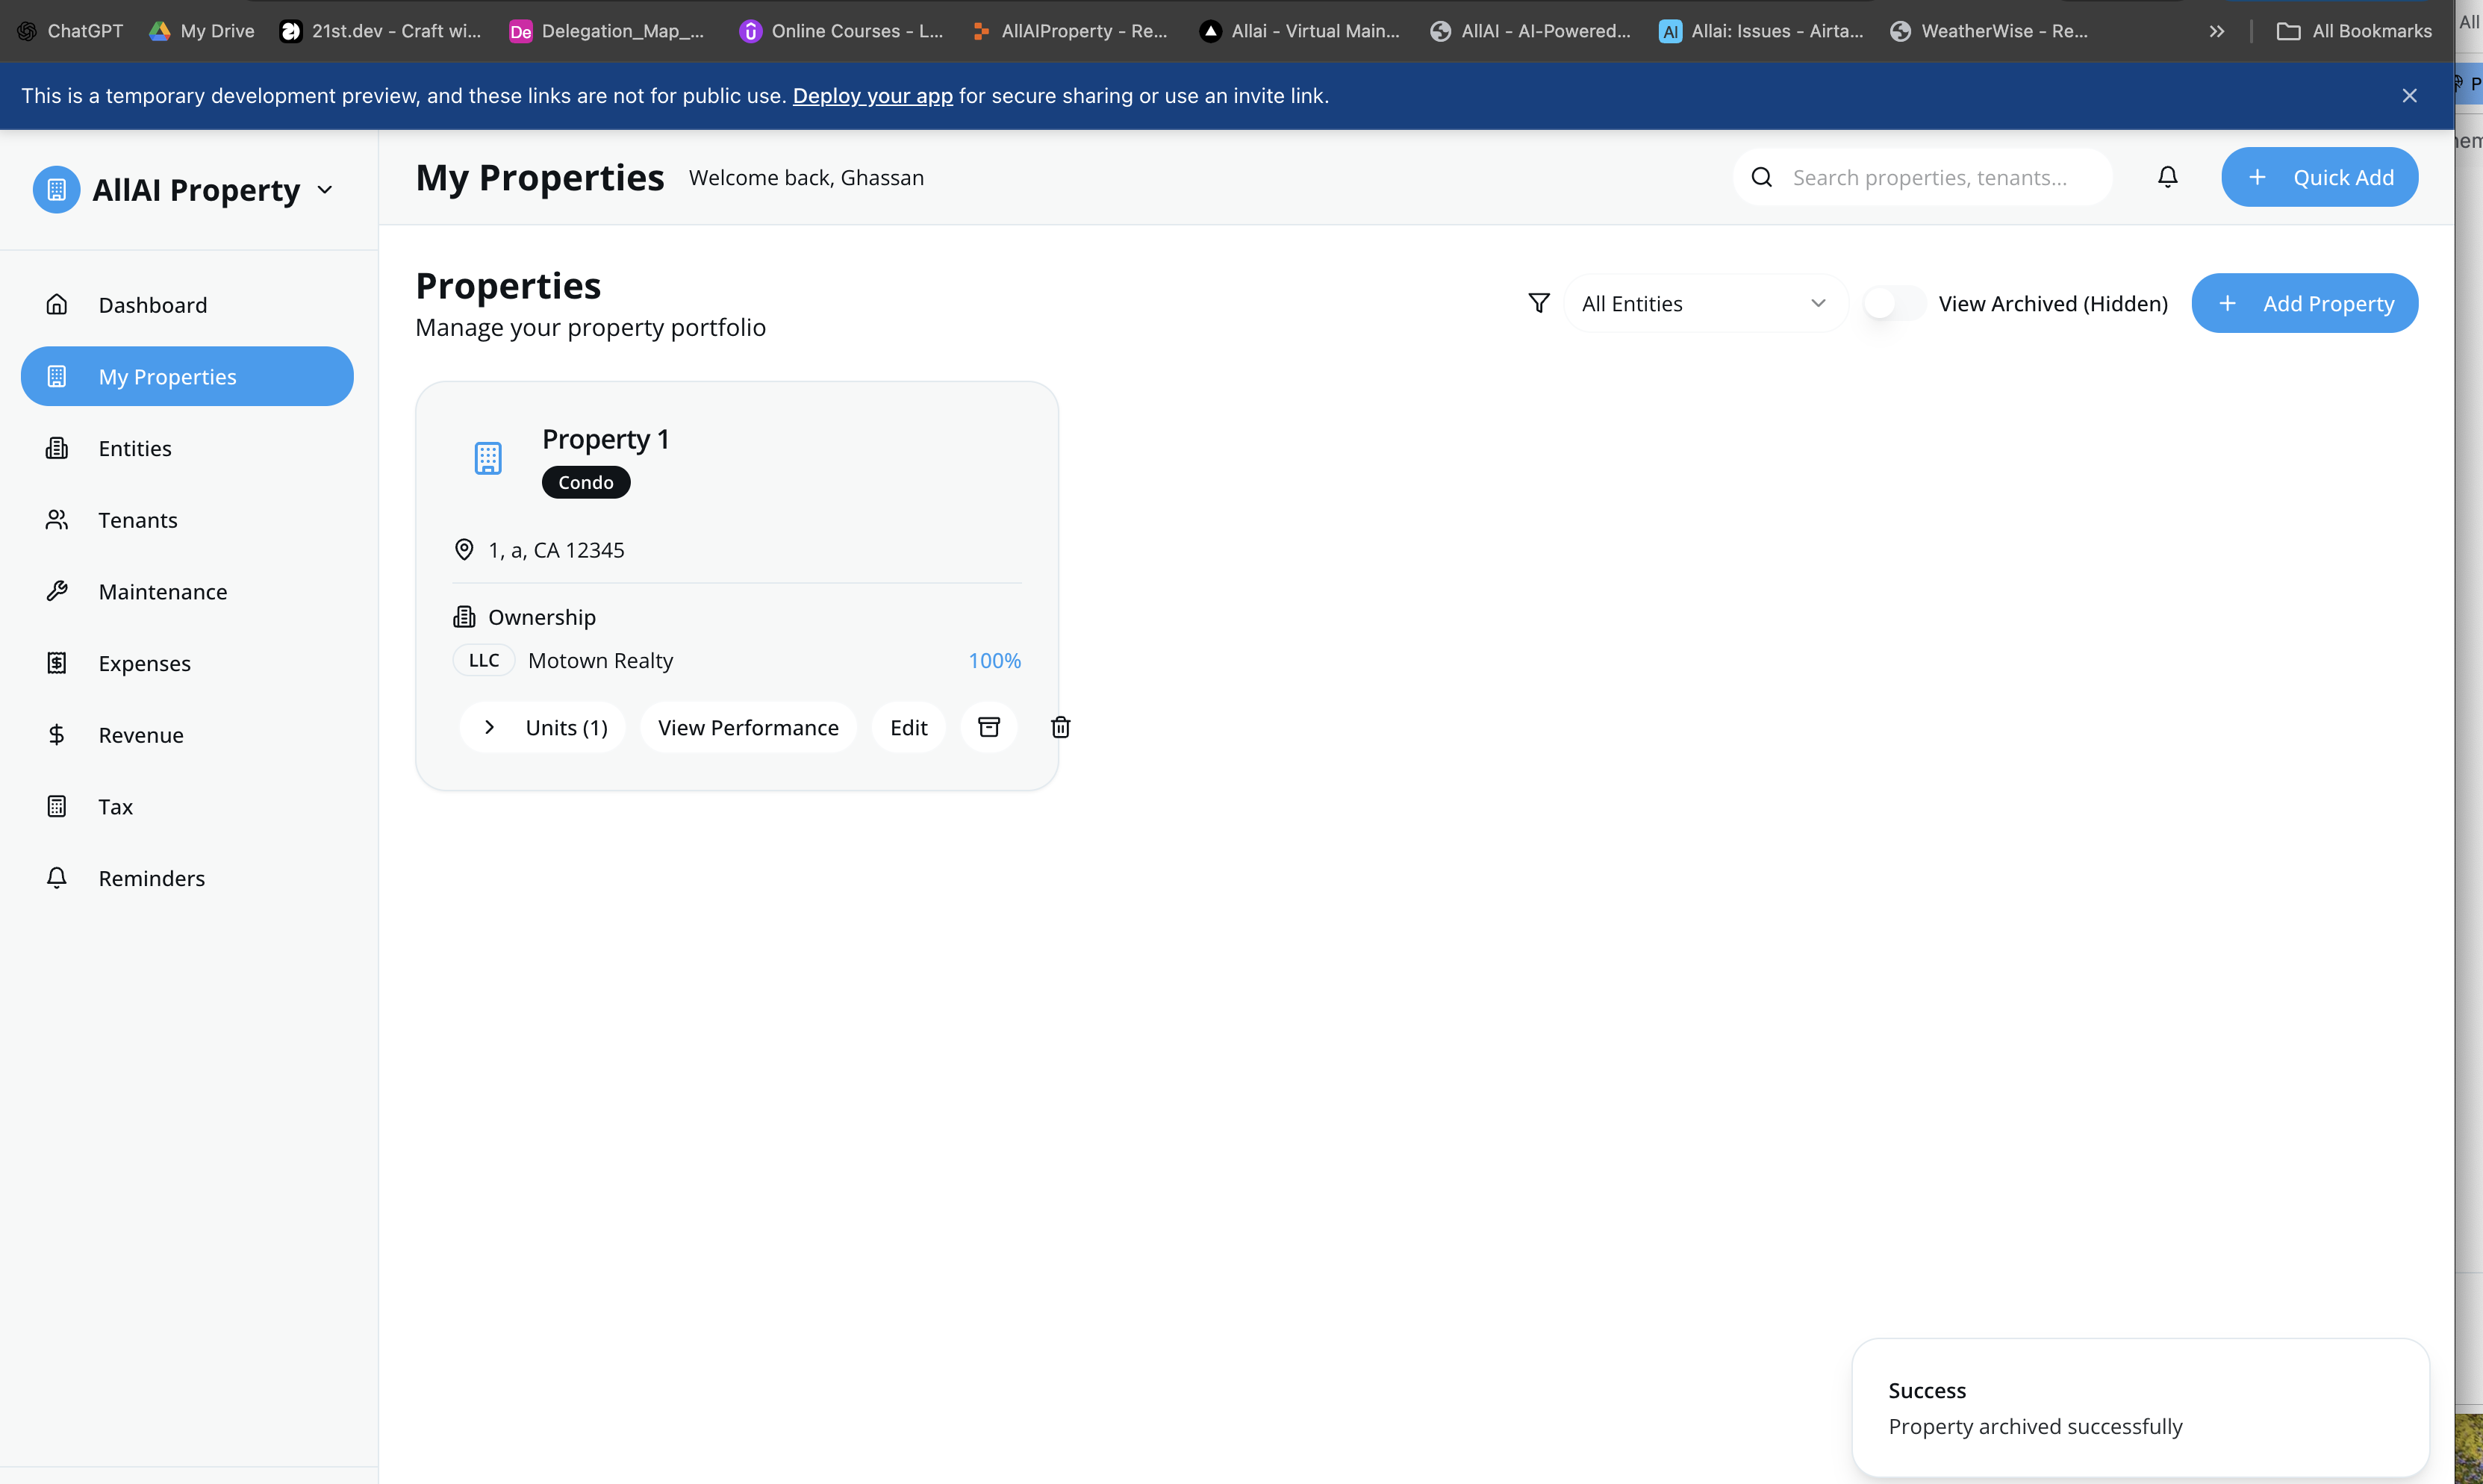 ChatGPT My Drive 21st.dev - Craft wi... De Delegation_Map_... Online Courses - L... AllAIProperty - Re... Allai - Virtual Main... AllAI - AI-Powered... AI Allai: Issues - Airta... WeatherWise - Re... All Bookmarks
All
This is a temporary development preview, and these links are not for public use. Deploy your app for secure sharing or use an invite link.
P
AllAI Property
My Properties Welcome back, Ghassan
Search properties, tenants...
Quick Add
Dashboard
My Properties
Entities
Tenants
Maintenance
Expenses
Revenue
Tax
Reminders
Properties
Manage your property portfolio
All Entities
View Archived (Hidden)
Add Property
Property 1
Condo
1, a, CA 12345
Ownership
LLC Motown Realty 100%
Units (1) View Performance Edit
Success
Property archived successfully